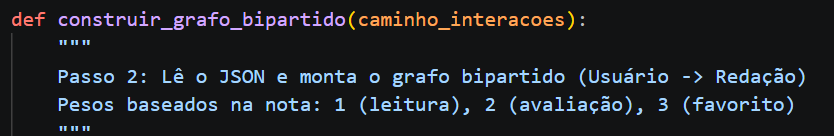 def construir_grafo_bipartido(caminho_interacoes):
"""
Passo 2: Lê o JSON e monta o grafo bipartido (Usuário -> Redação)
Pesos baseados na nota: 1 (leitura), 2 (avaliação), 3 (favorito)
"""